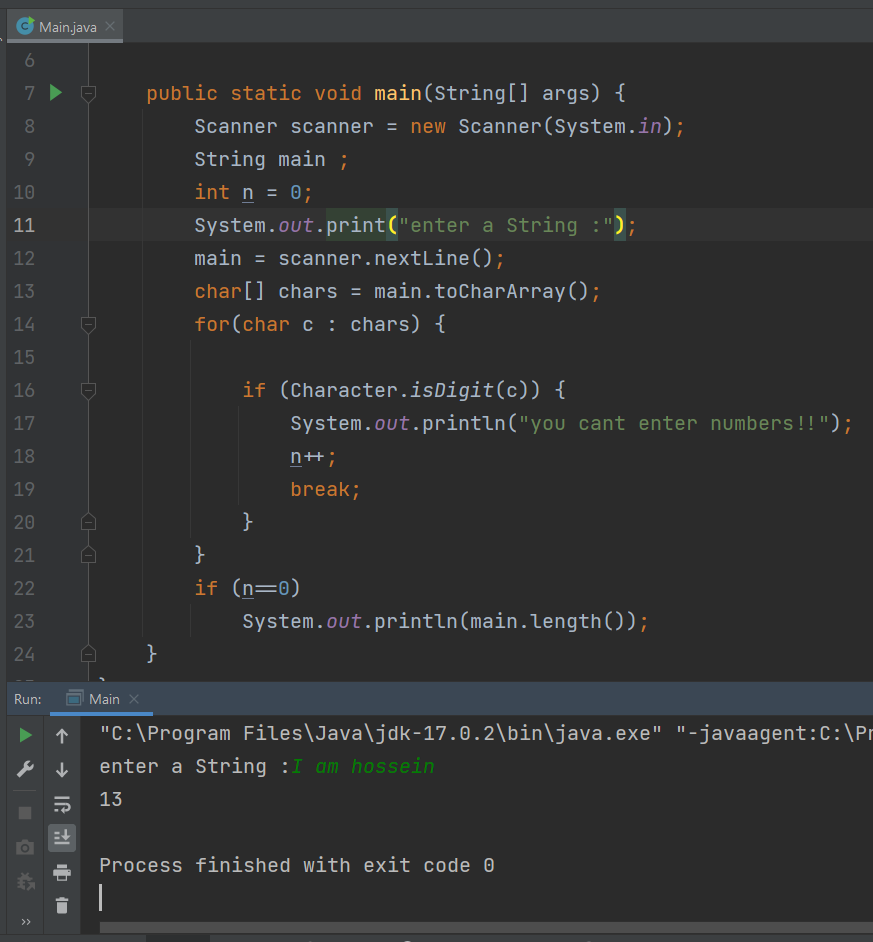 Main.java
6
7 public static void main(String[] args) {
8 Scanner scanner = new Scanner(System.in);
9 String main ;
10 int n = 0;
11 System.out.print("enter a String :");
12 main = scanner.nextLine();
13 char[] chars = main.toCharArray();
14 for(char c : chars) {
15
16 if (Character.isDigit(c)) {
17 System.out.println("you cant enter numbers!!");
18 n++;
19 break;
20 }
21 }
22 if (n==0)
23 System.out.println(main.length());
24 }
Run: Main
"C:\Program Files\Java\jdk-17.0.2\bin\java.exe" "-javaagent:C:\Pr
enter a String :I am hossein
13
Process finished with exit code 0